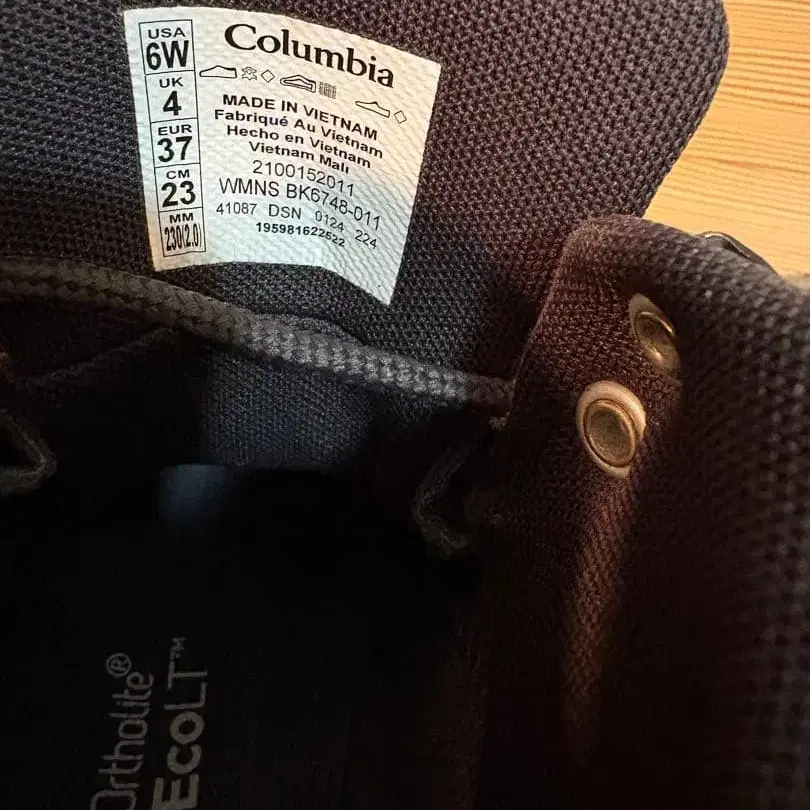 USA
6W
UK
4
EUR
37
CM
23
MM
230(2.0)
Columbia
MADE IN VIETNAM
Fabriqué Au Vietnam
Hecho en Vietnam
Vietnam Malı
2100152011
WMNS BK6748-011
41087 DSN 0124 224
195981622522
Ortholite®
ECOLT™